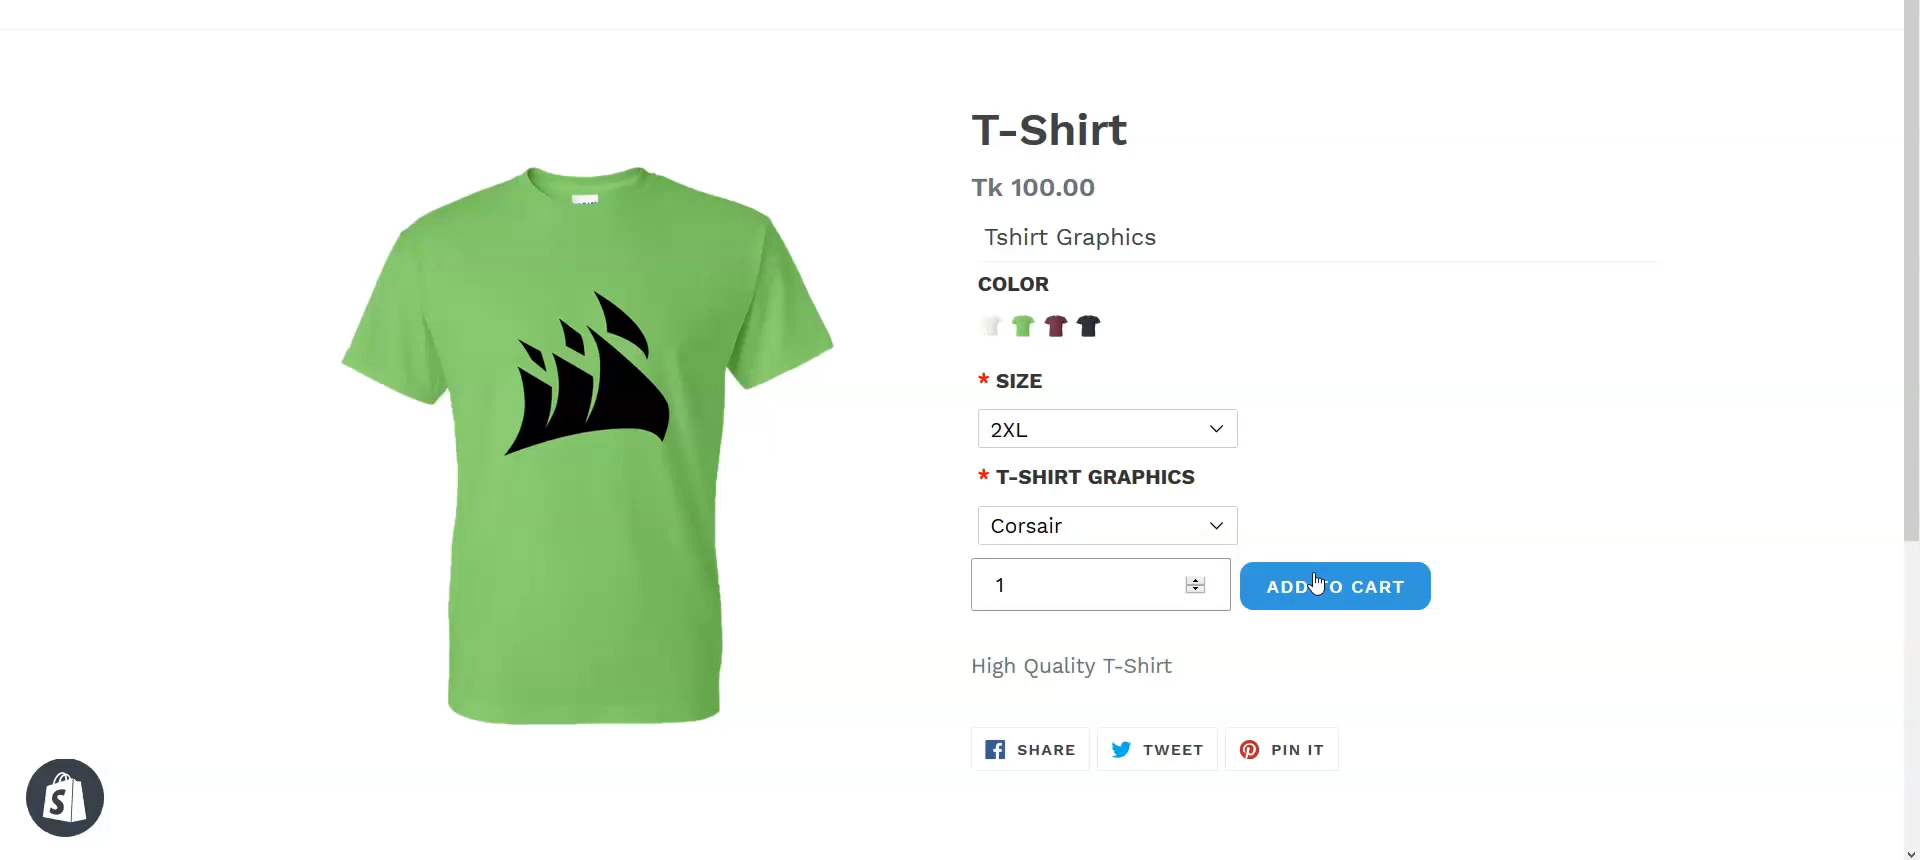 T-Shirt
Tk 100.00
Tshirt Graphics
COLOR
* SIZE
2XL
* T-SHIRT GRAPHICS
Corsair
1
ADD TO CART
High Quality T-Shirt
SHARE
TWEET
PIN IT